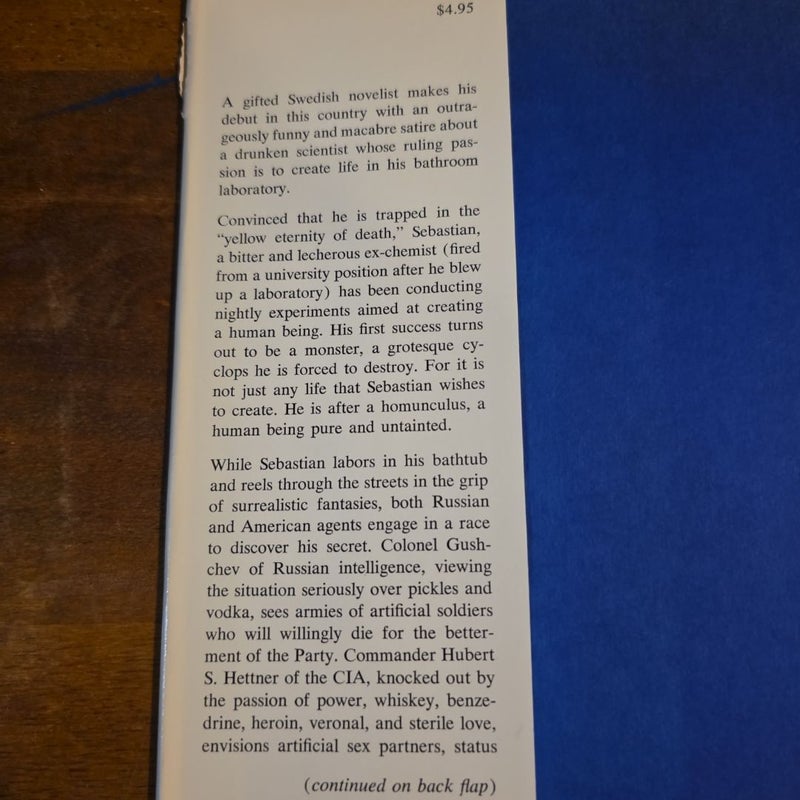 $4.95
A gifted Swedish novelist makes his
debut in this country with an outra-
geously funny and macabre satire about
a drunken scientist whose ruling pas-
sion is to create life in his bathroom
laboratory.
Convinced that he is trapped in the
“yellow eternity of death,” Sebastian,
a bitter and lecherous ex-chemist (fired
from a university position after he blew
up a laboratory) has been conducting
nightly experiments aimed at creating
a human being. His first success turns
out to be a monster, a grotesque cy-
clops he is forced to destroy. For it is
not just any life that Sebastian wishes
to create. He is after a homunculus, a
human being pure and untainted.
While Sebastian labors in his bathtub
and reels through the streets in the grip
of surrealistic fantasies, both Russian
and American agents engage in a race
to discover his secret. Colonel Gush-
chev of Russian intelligence, viewing
the situation seriously over pickles and
vodka, sees armies of artificial soldiers
who will willingly die for the better-
ment of the Party. Commander Hubert
S. Hettner of the CIA, knocked out by
the passion of power, whiskey, benze-
drine, heroin, veronal, and sterile love,
envisions artificial sex partners, status
(continued on back flap)